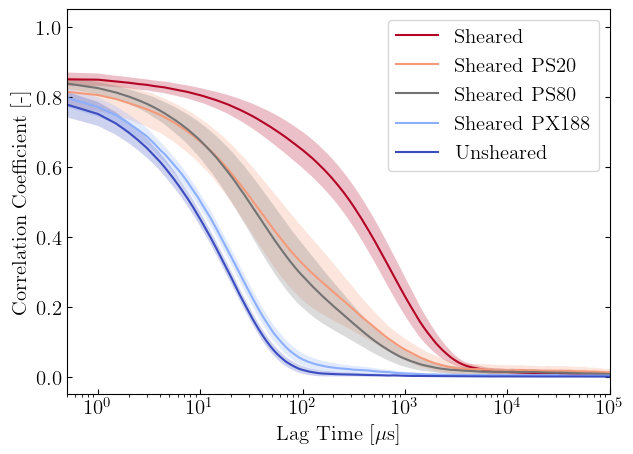 1.0
0.8
0.6
0.4
0.2
0.0
Correlation Coefficient [-]
Sheared
Sheared PS20
Sheared PS80
Sheared PX188
Unsheared
10⁰
10¹
10²
10³
10⁴
10⁵
Lag Time [μs]